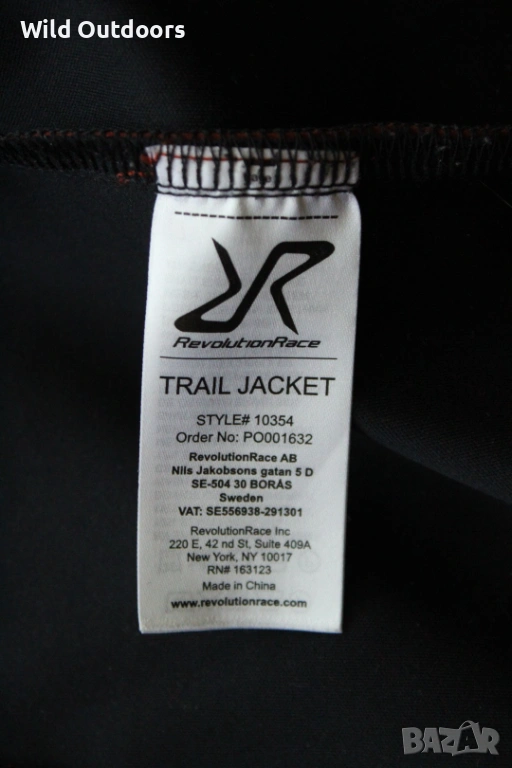 Wild Outdoors
RevolutionRace
TRAIL JACKET
STYLE# 10354
Order No: PO001632
RevolutionRace AB
Nils Jakobsons gatan 5 D
SE-504 30 BORÅS
Sweden
VAT: SE556938-291301
RevolutionRace Inc
220 E, 42 nd St, Suite 409A
New York, NY 10017
RN# 163123
Made in China
www.revolutionrace.com
BAZAR